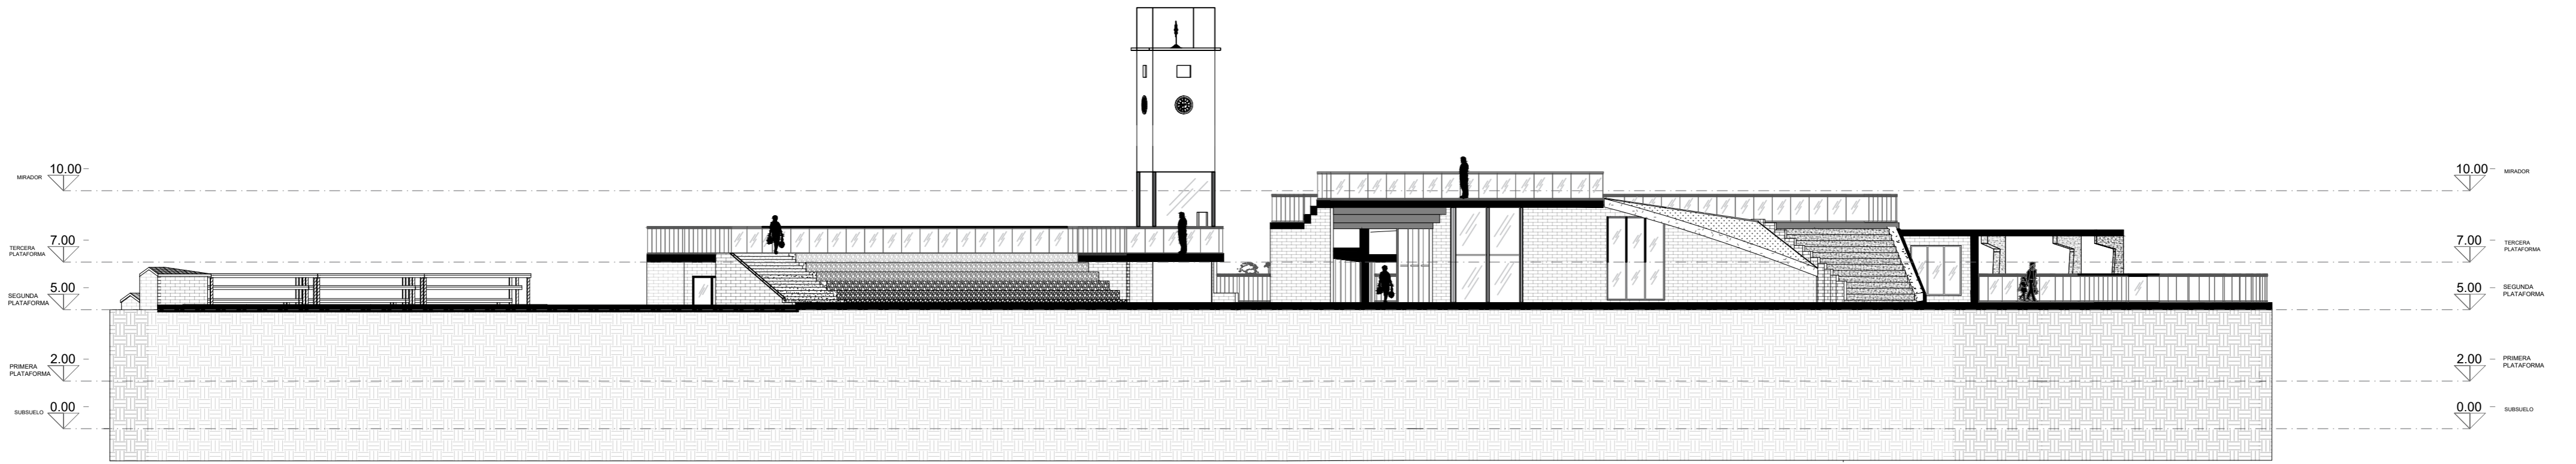 10.00
MIRADOR
7.00
TERCERA
PLATAFORMA
5.00
SEGUNDA
PLATAFORMA
2.00
PRIMERA
PLATAFORMA
0.00
SUBSUELO
10.00
MIRADOR
7.00
TERCERA
PLATAFORMA
5.00
SEGUNDA
PLATAFORMA
2.00
PRIMERA
PLATAFORMA
0.00
SUBSUELO